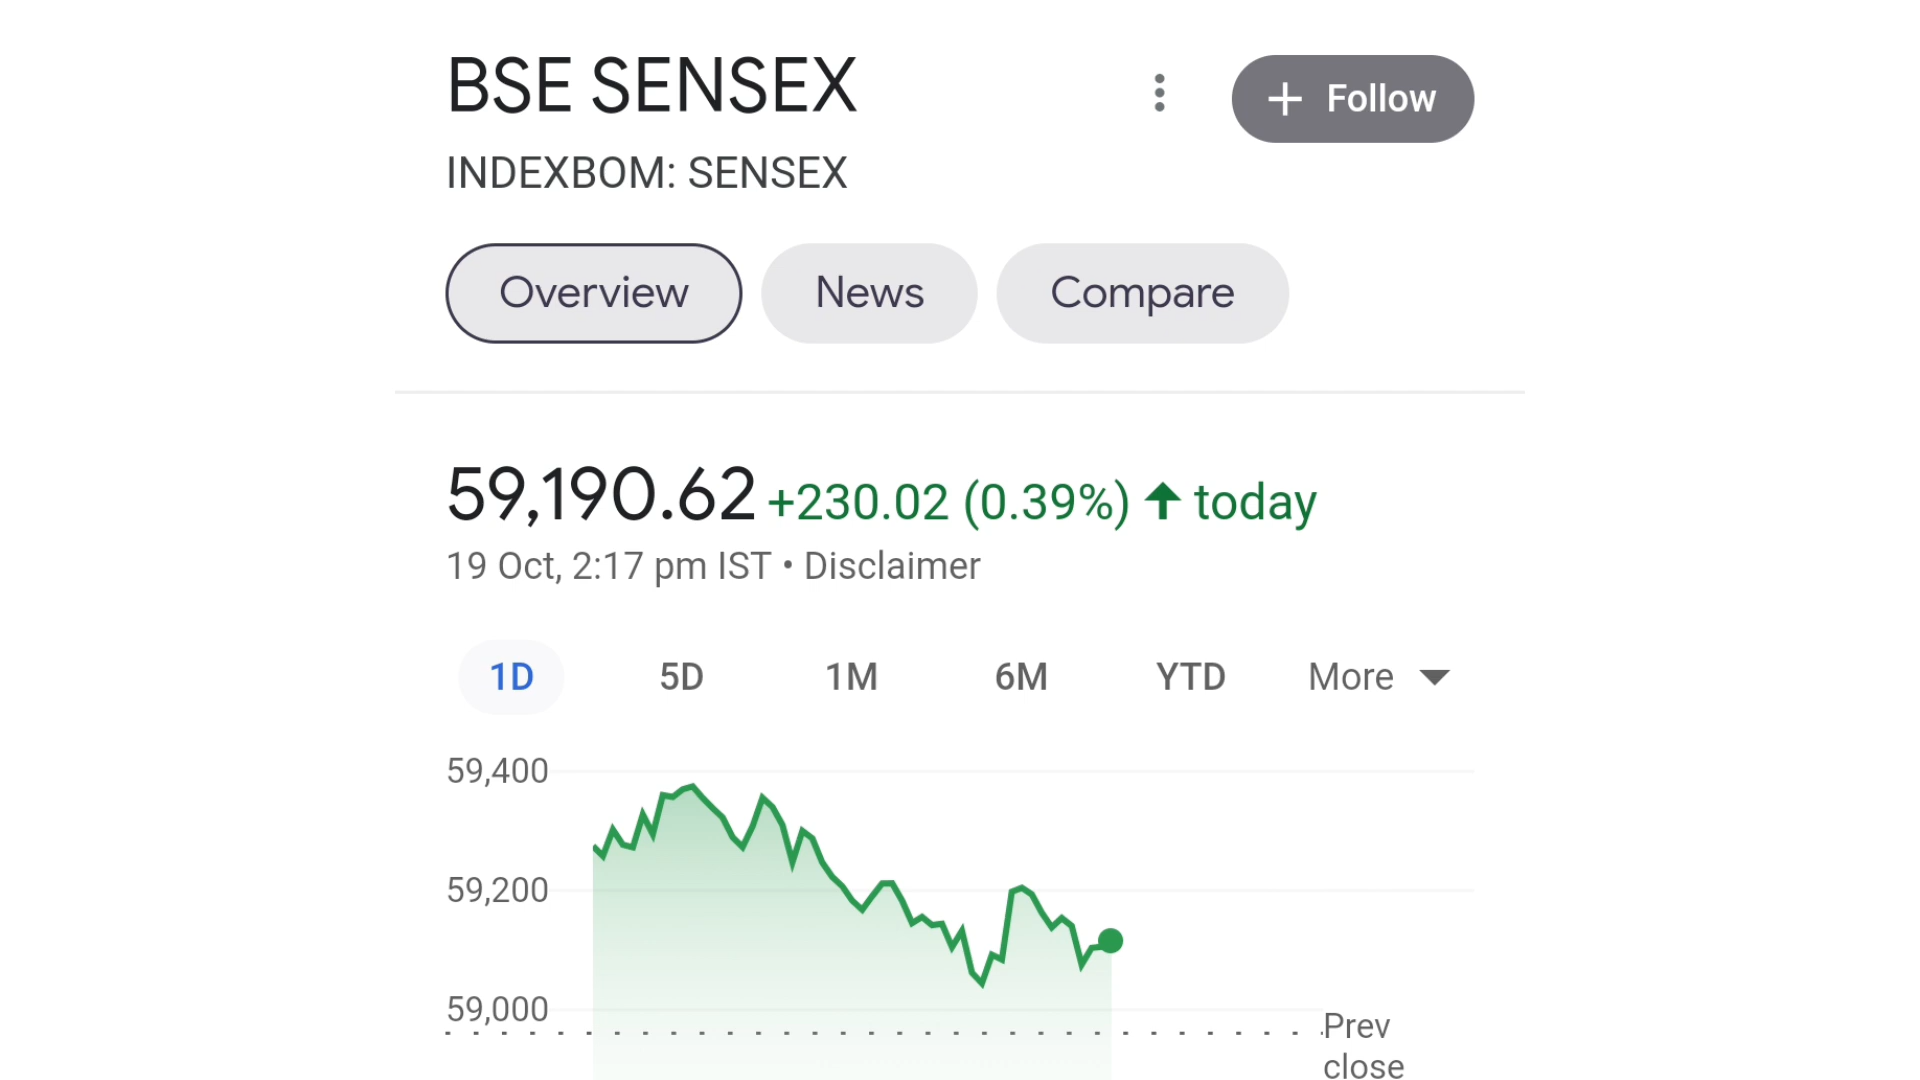 BSE SENSEX
+ Follow
INDEXBOM: SENSEX
Overview News Compare
59,190.62 +230.02 (0.39%) ↑ today
19 Oct, 2:17 pm IST • Disclaimer
1D 5D 1M 6M YTD More
59,400
59,200
59,000
Prev
close